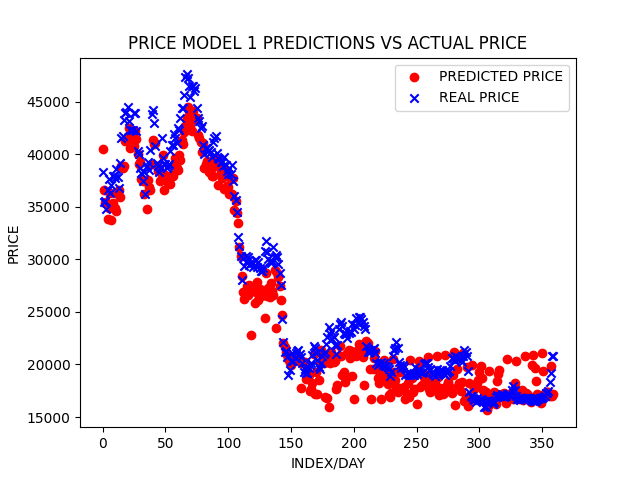 PRICE MODEL 1 PREDICTIONS VS ACTUAL PRICE
PREDICTED PRICE
REAL PRICE
PRICE
45000
40000
35000
30000
25000
20000
15000
0 50 100 150 200 250 300 350
INDEX/DAY